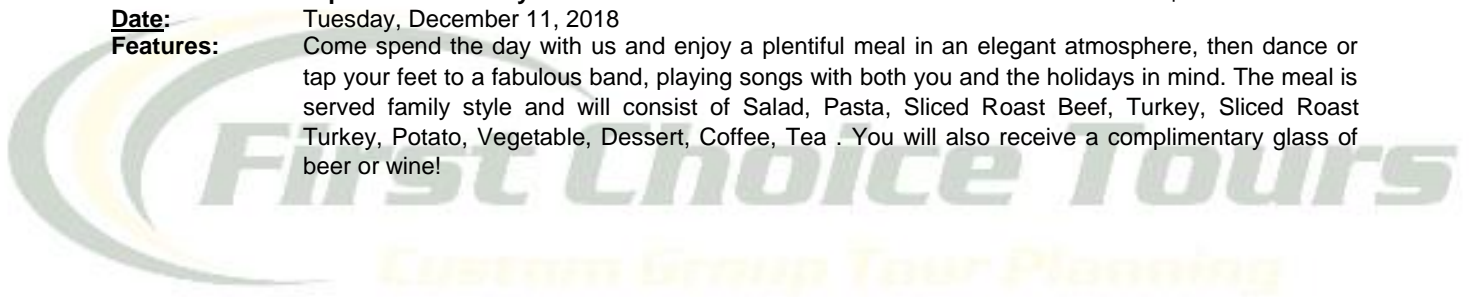 Date: Tuesday, December 11, 2018
Features: Come spend the day with us and enjoy a plentiful meal in an elegant atmosphere, then dance or
tap your feet to a fabulous band, playing songs with both you and the holidays in mind. The meal is
served family style and will consist of Salad, Pasta, Sliced Roast Beef, Turkey, Sliced Roast
Turkey, Potato, Vegetable, Dessert, Coffee, Tea . You will also receive a complimentary glass of
beer or wine!
First Choice Tours
Custom Group Tour Planning